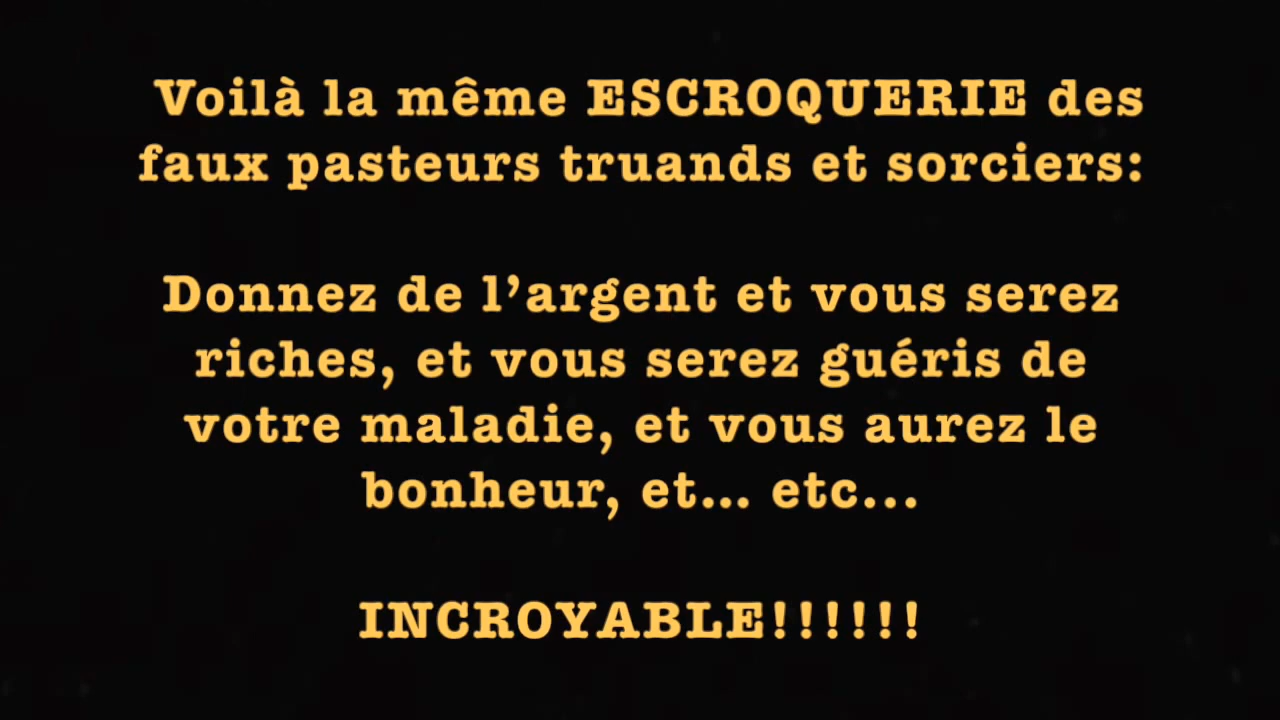 Voilà la même ESCROQUERIE des
faux pasteurs truands et sorciers:
Donnez de l’argent et vous serez
riches, et vous serez guéris de
votre maladie, et vous aurez le
bonheur, et... etc...
INCROYABLE!!!!!!